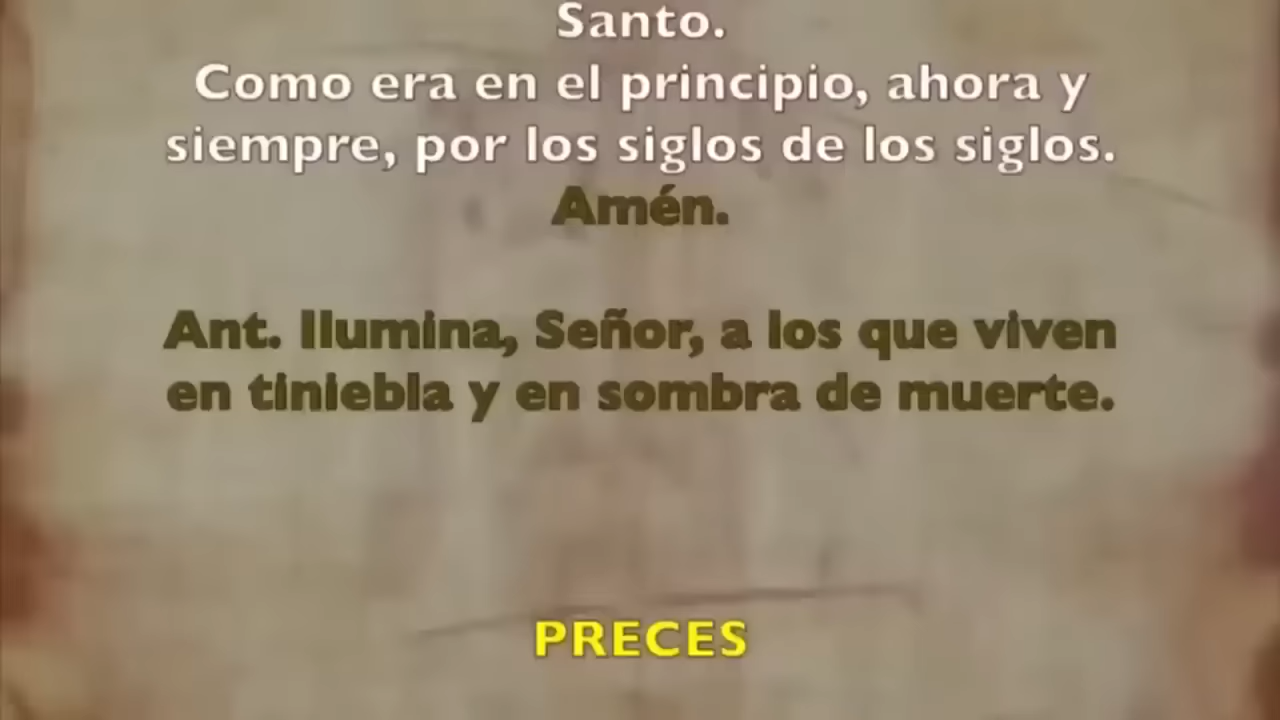 Santo.
Como era en el principio, ahora y
siempre, por los siglos de los siglos.
Amén.
Ant. Ilumina, Señor, a los que viven
en tiniebla y en sombra de muerte.
PRECES